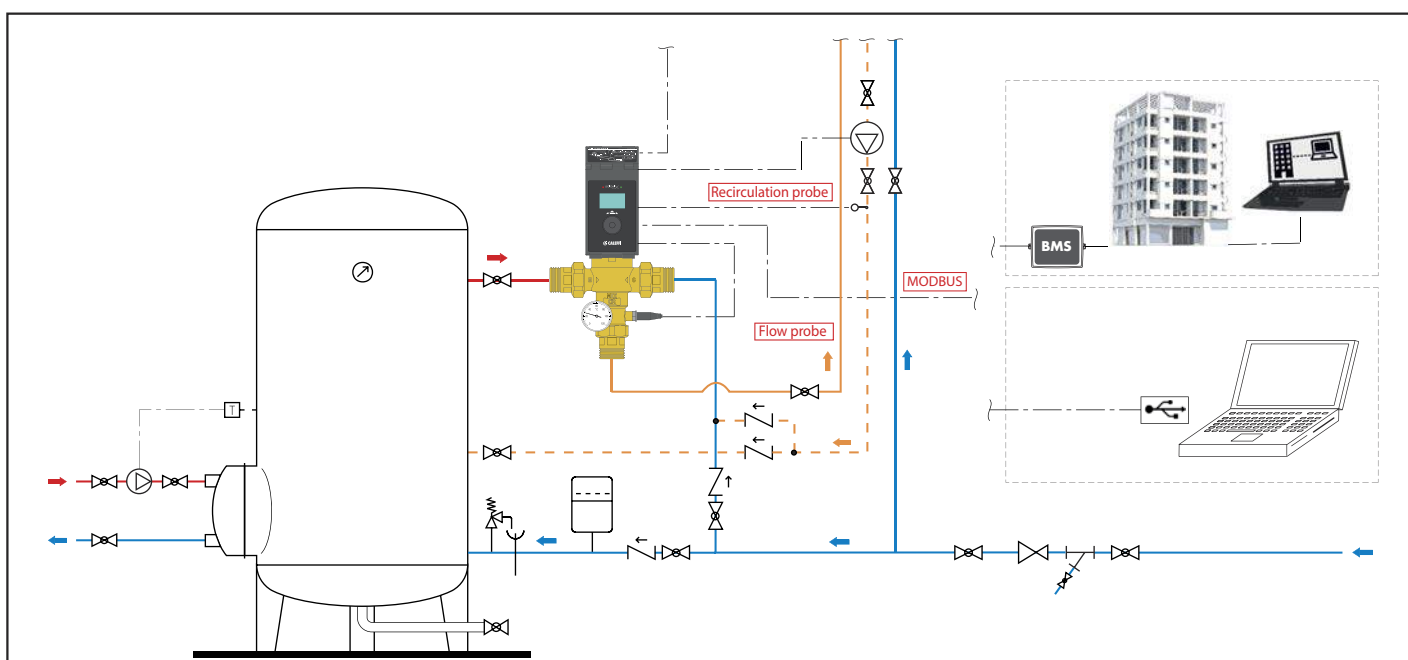 Recirculation probe
CALEFFI
BMS
MODBUS
Flow probe
T